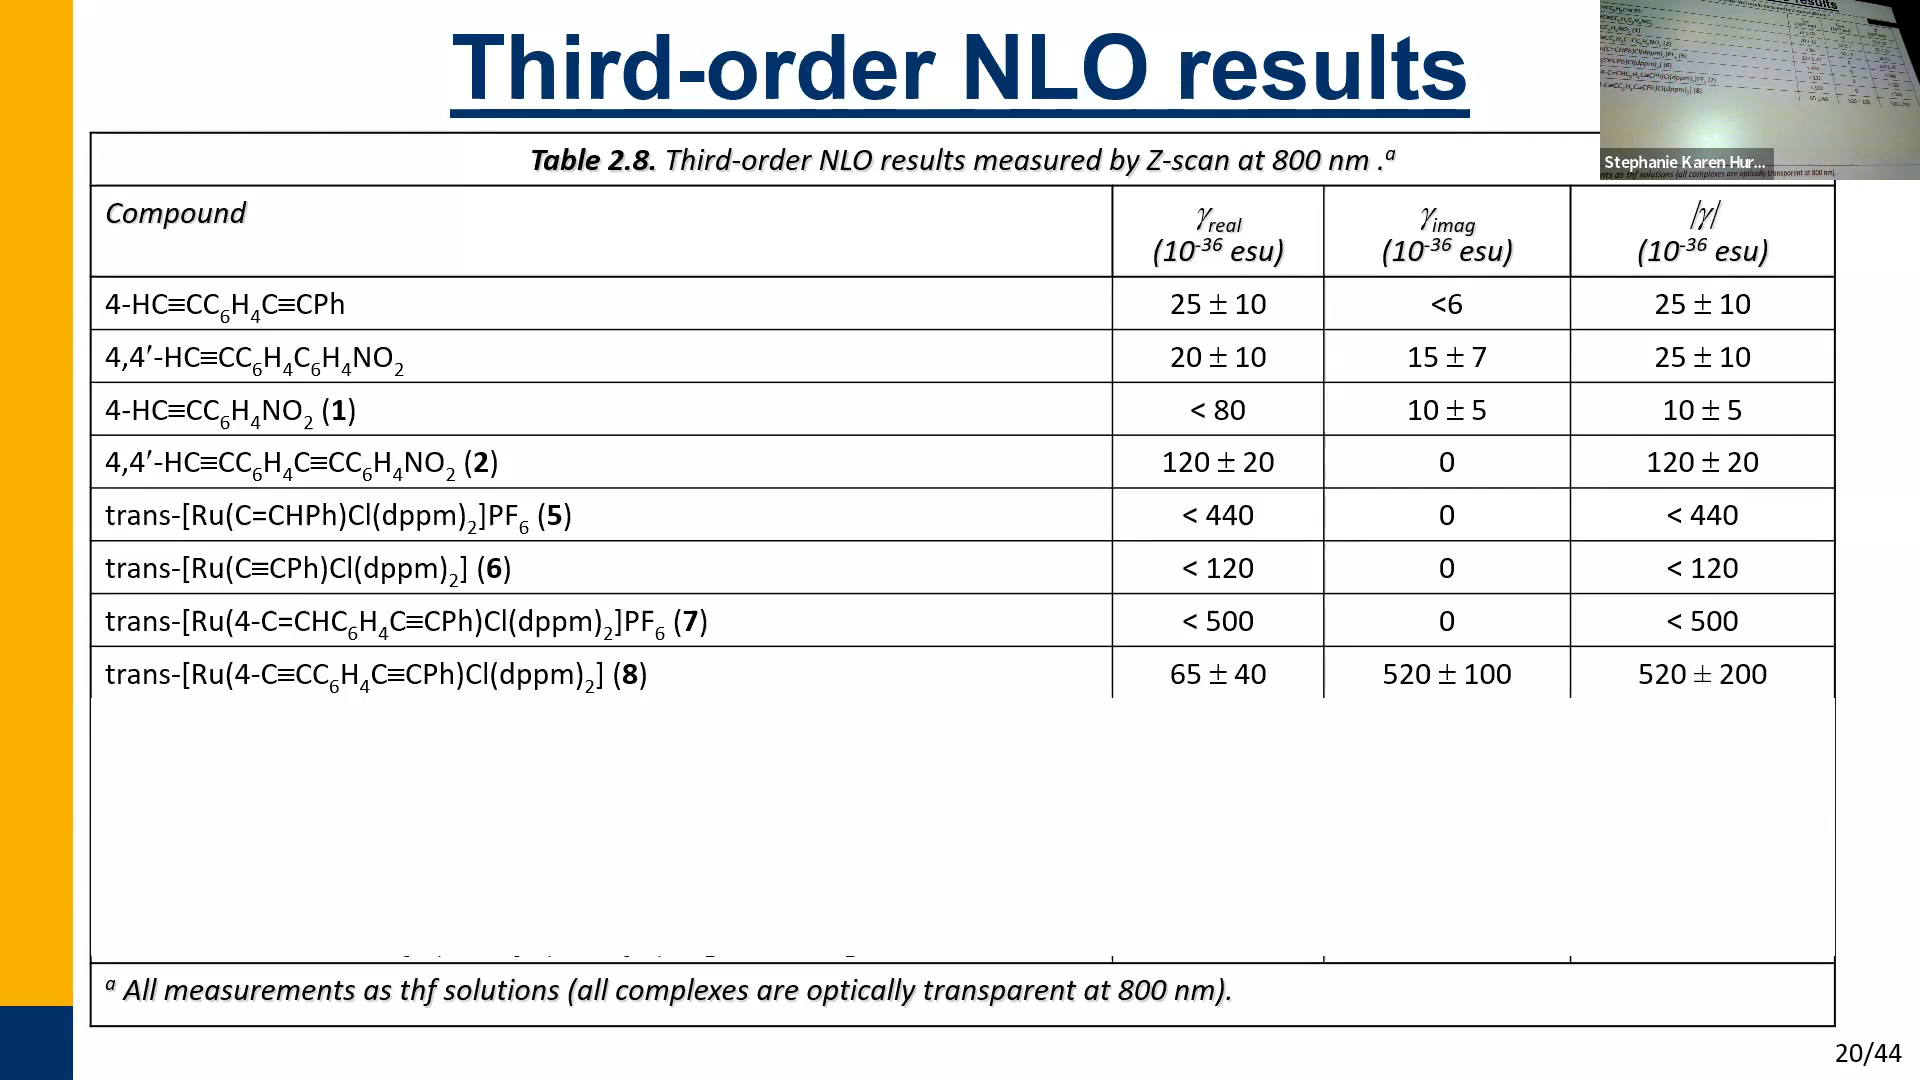 Third-order NLO results
Table 2.8. Third-order NLO results measured by Z-scan at 800 nm .ᵃ
Stephanie Karen Hur...
Compound γreal (10⁻³⁶ esu) γimag (10⁻³⁶ esu) |γ| (10⁻³⁶ esu)
4-HC≡CC₆H₄C≡CPh 25 ± 10 <6 25 ± 10
4,4′-HC≡CC₆H₄C₆H₄NO₂ 20 ± 10 15 ± 7 25 ± 10
4-HC≡CC₆H₄NO₂ (1) < 80 10 ± 5 10 ± 5
4,4′-HC≡CC₆H₄C≡CC₆H₄NO₂ (2) 120 ± 20 0 120 ± 20
trans-[Ru(C=CHPh)Cl(dppm)₂]PF₆ (5) < 440 0 < 440
trans-[Ru(C≡CPh)Cl(dppm)₂] (6) < 120 0 < 120
trans-[Ru(4-C=CHC₆H₄C≡CPh)Cl(dppm)₂]PF₆ (7) < 500 0 < 500
trans-[Ru(4-C≡CC₆H₄C≡CPh)Cl(dppm)₂] (8) 65 ± 40 520 ± 100 520 ± 200
ᵃ All measurements as thf solutions (all complexes are optically transparent at 800 nm).
20/44